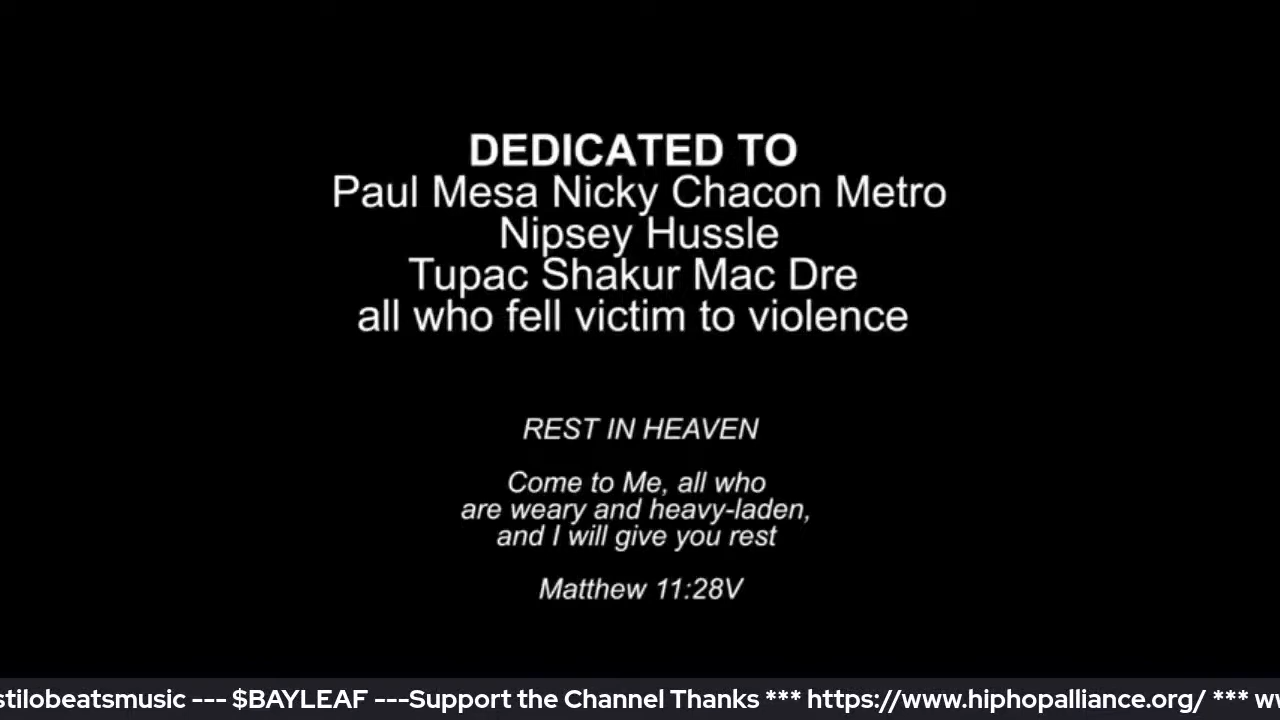 DEDICATED TO
Paul Mesa Nicky Chacon Metro
Nipsey Hussle
Tupac Shakur Mac Dre
all who fell victim to violence
REST IN HEAVEN
Come to Me, all who
are weary and heavy-laden,
and I will give you rest
Matthew 11:28V
stilobeatsmusic --- $BAYLEAF ---Support the Channel Thanks *** https://www.hiphopalliance.org/ ***